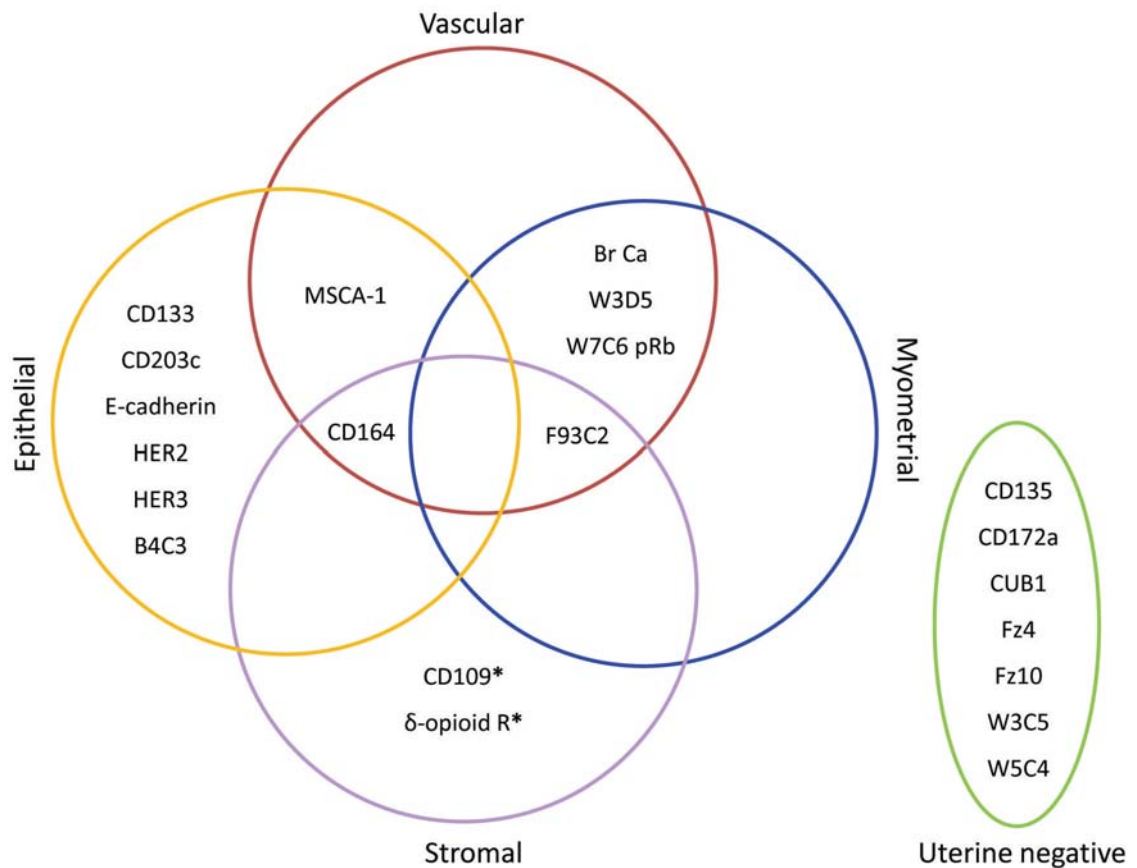 Vascular
Epithelial
Myometrial
Stromal
Uterine negative
MSCA-1
Br Ca
W3D5
W7C6 pRb
CD133
CD203c
E-cadherin
HER2
HER3
B4C3
CD164
F93C2
CD109*
δ-opioid R*
CD135
CD172a
CUB1
Fz4
Fz10
W3C5
W5C4